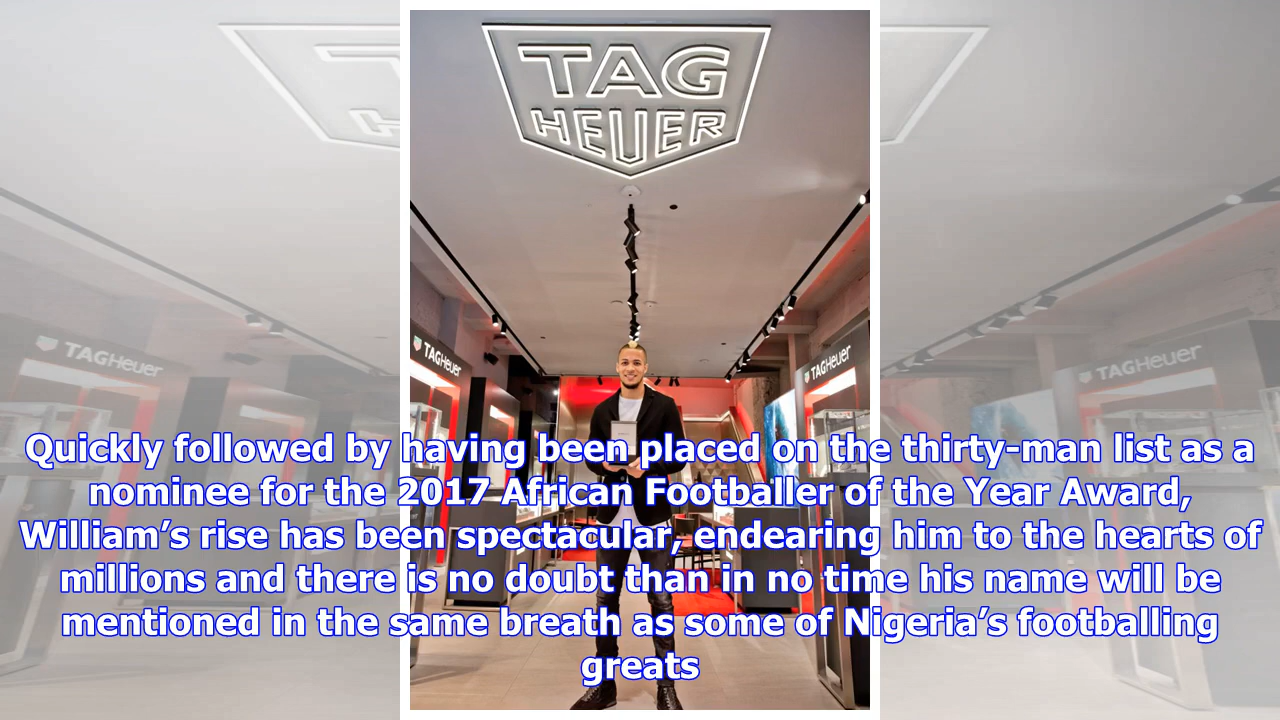 TAG
HEUER
TAGHeuer
TAGHeuer
TAGHeuer
TAGHeuer
Quickly followed by having been placed on the thirty-man list as a
nominee for the 2017 African Footballer of the Year Award,
William’s rise has been spectacular, endearing him to the hearts of
millions and there is no doubt than in no time his name will be
mentioned in the same breath as some of Nigeria’s footballing
greats